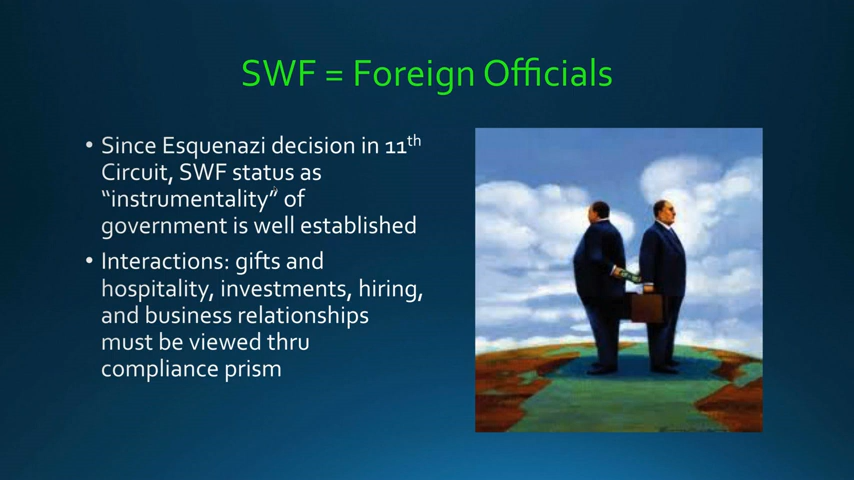 SWF = Foreign Officials
• Since Esquenazi decision in 11th
Circuit, SWF status as
“instrumentality” of
government is well established
• Interactions: gifts and
hospitality, investments, hiring,
and business relationships
must be viewed thru
compliance prism